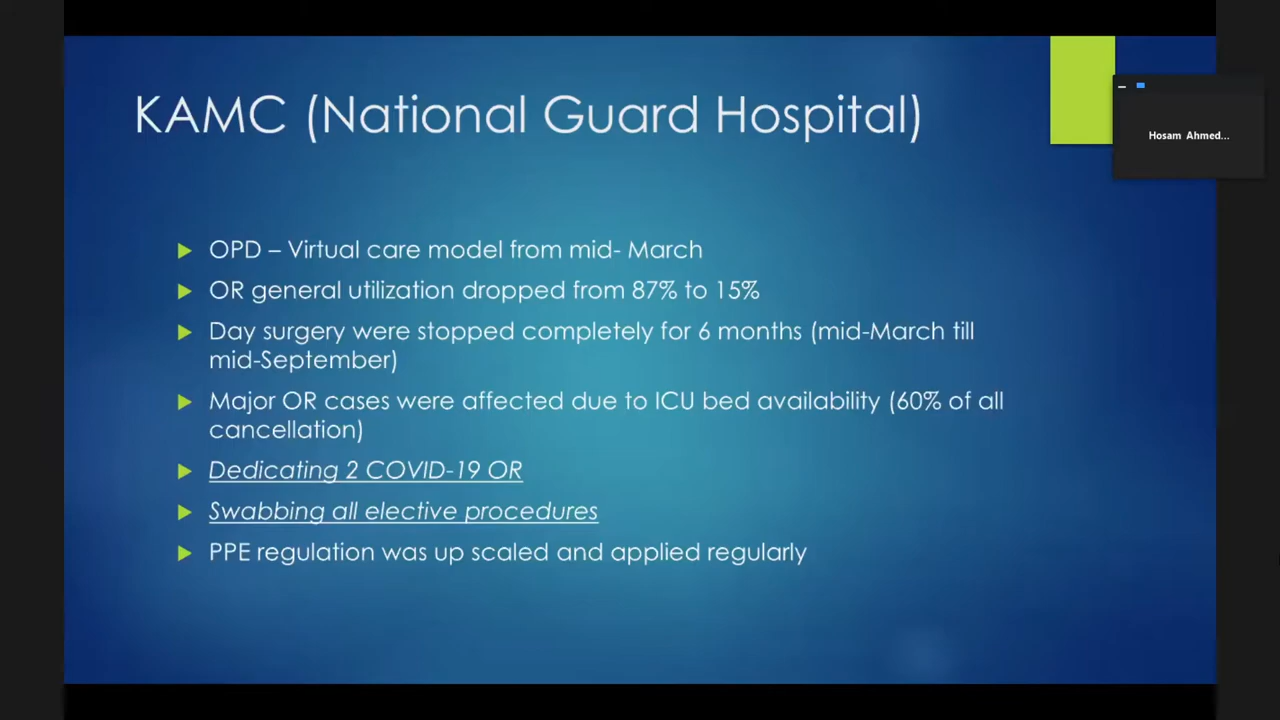 KAMC (National Guard Hospital)
Hosam Ahmed...
OPD – Virtual care model from mid- March
OR general utilization dropped from 87% to 15%
Day surgery were stopped completely for 6 months (mid-March till
mid-September)
Major OR cases were affected due to ICU bed availability (60% of all
cancellation)
Dedicating 2 COVID-19 OR
Swabbing all elective procedures
PPE regulation was up scaled and applied regularly